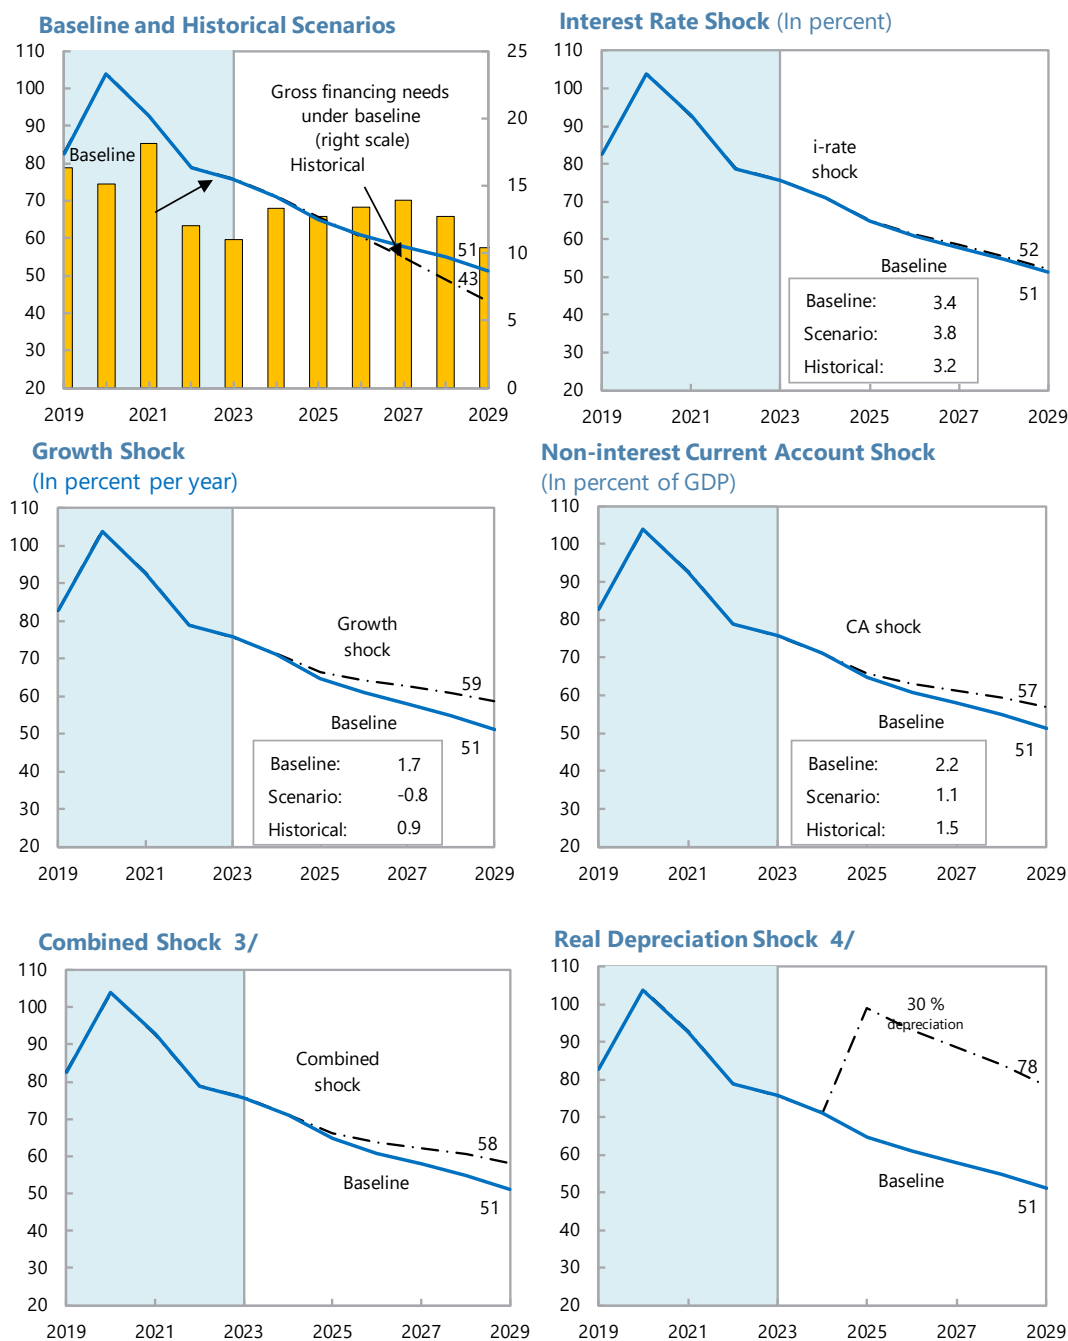 Baseline and Historical Scenarios
110
100
90
80
70
60
50
40
30
20
25
20
15
10
5
0
Gross financing needs
under baseline
(right scale)
Historical
Baseline
51
43
2019 2021 2023 2025 2027 2029
Interest Rate Shock (In percent)
110
100
90
80
70
60
50
40
30
20
i-rate
shock
52
Baseline
51
Baseline: 3.4
Scenario: 3.8
Historical: 3.2
2019 2021 2023 2025 2027 2029
Growth Shock
(In percent per year)
110
100
90
80
70
60
50
40
30
20
Growth
shock
59
Baseline
51
Baseline: 1.7
Scenario: -0.8
Historical: 0.9
2019 2021 2023 2025 2027 2029
Non-interest Current Account Shock
(In percent of GDP)
110
100
90
80
70
60
50
40
30
20
CA shock
57
Baseline
51
Baseline: 2.2
Scenario: 1.1
Historical: 1.5
2019 2021 2023 2025 2027 2029
Combined Shock 3/
110
100
90
80
70
60
50
40
30
20
Combined
shock
58
Baseline
51
2019 2021 2023 2025 2027 2029
Real Depreciation Shock 4/
110
100
90
80
70
60
50
40
30
20
30 %
depreciation
78
Baseline
51
2019 2021 2023 2025 2027 2029